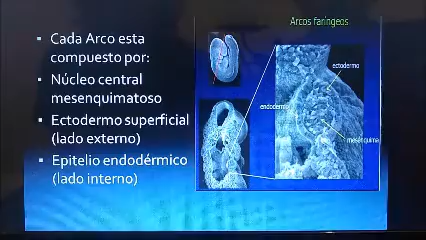 Cada Arco esta
compuesto por:
Núcleo central
mesenquimatoso
Ectodermo superficial
(lado externo)
Epitelio endodérmico
(lado interno)
Arcos faríngeos
ectodermo
endodermo
mesénquima